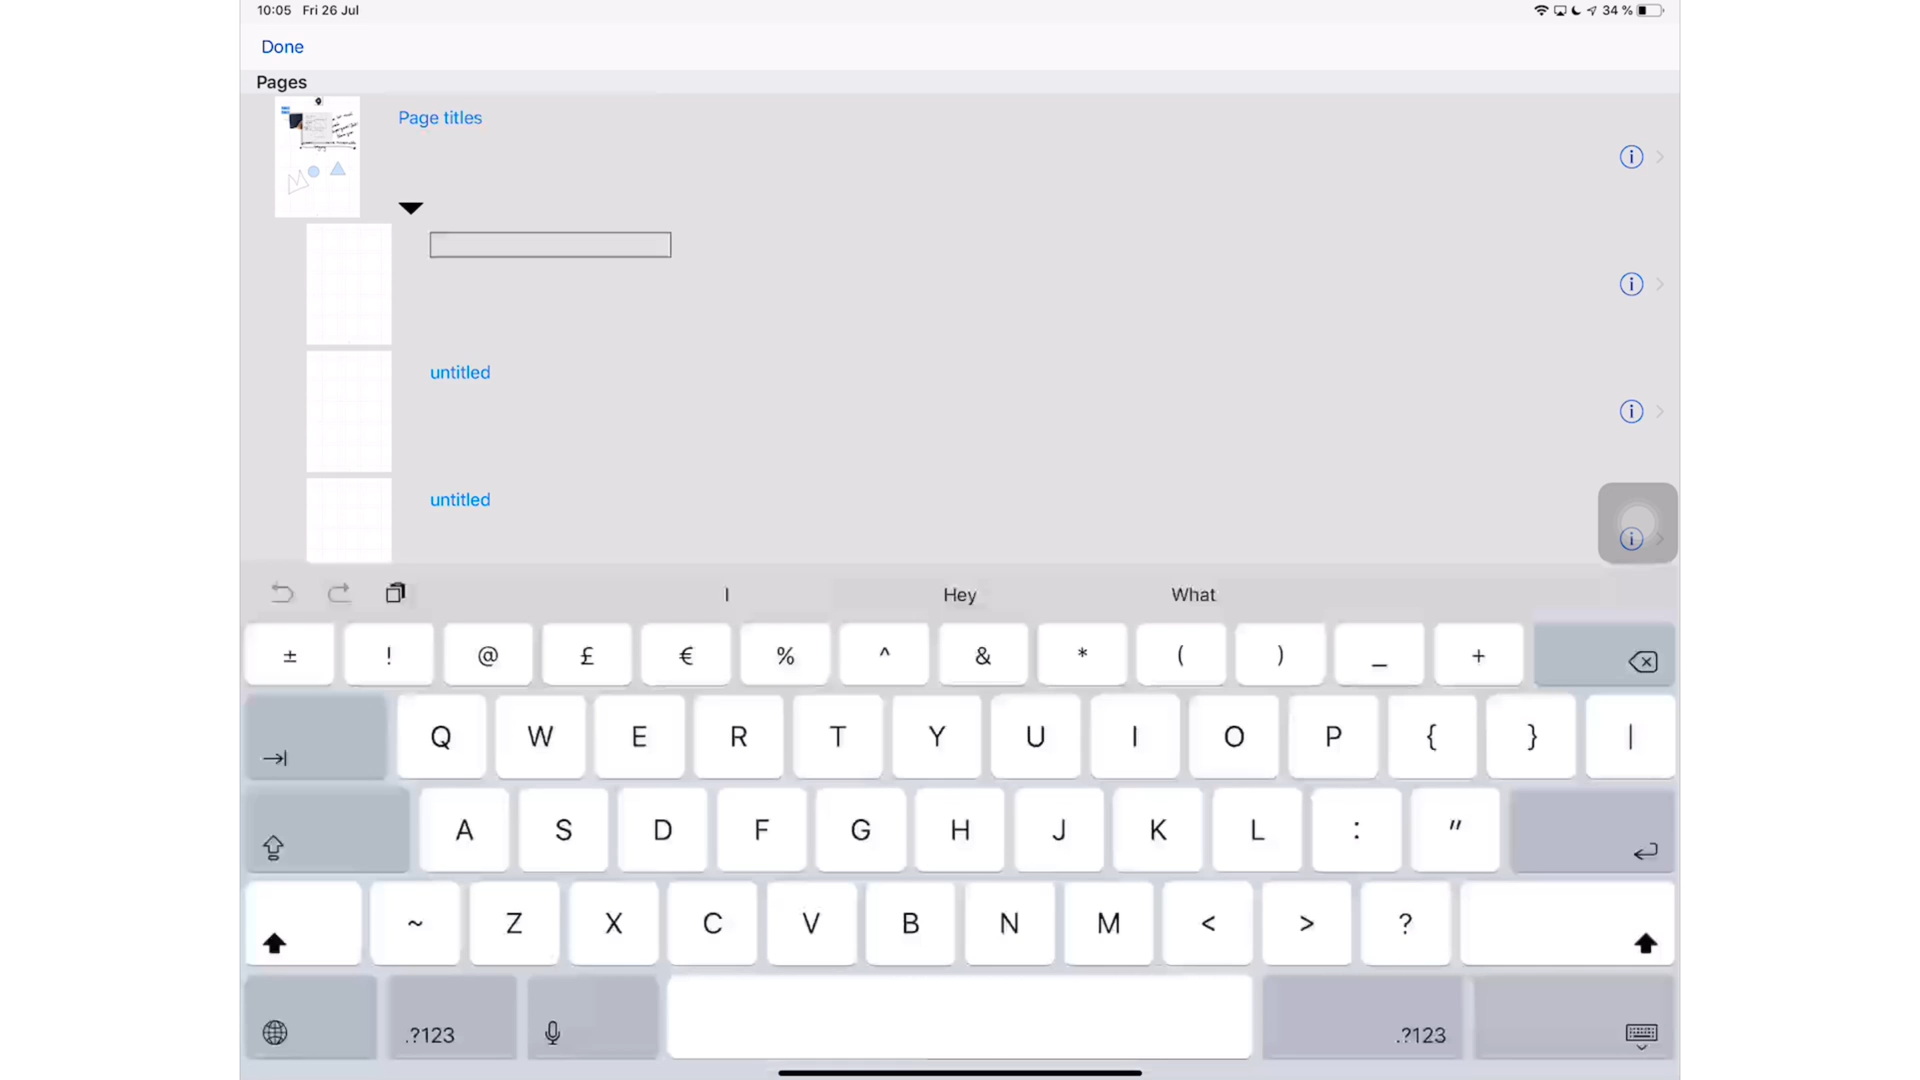 10:05 Fri 26 Jul
34 %
Done
Pages
Page titles
untitled
untitled
I Hey What
± ! @ £ € % ^ & * ( ) _ +
Q W E R T Y U I O P { } |
A S D F G H J K L : "
~ Z X C V B N M < > ?
.?123 .?123